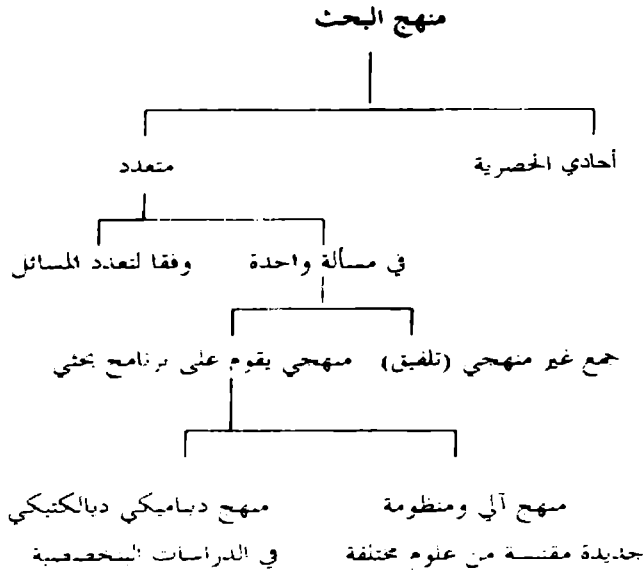 منهج البحث
أحادي الحصرية متعدد
في مسألة واحدة وفقا لتعدد المسائل
جمع غير منهجي (تلفيق) منهجي يقوم على برنامج بحثي
منهج آلي ومنظومة منهج ديناميكي ديالكتيكي
جديدة مقتبسة من علوم مختلفة في الدراسات التخصصية